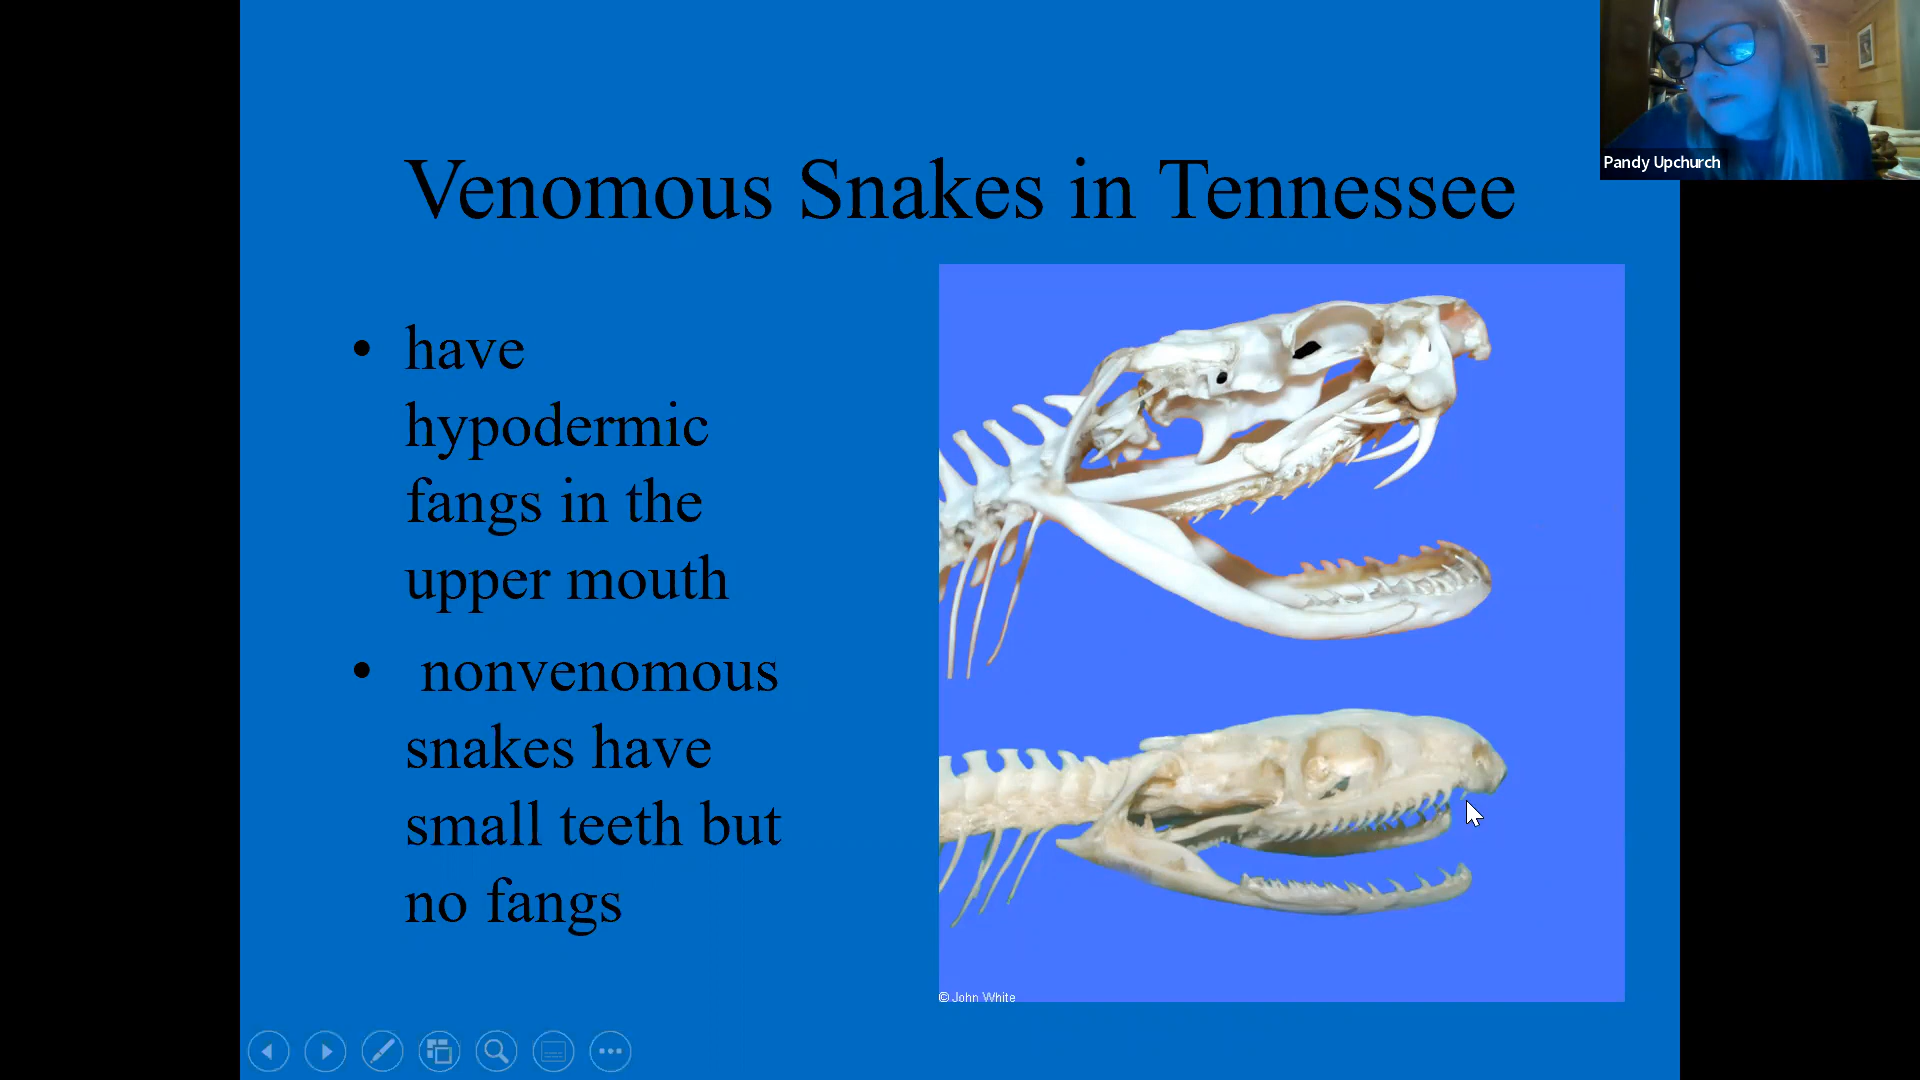 Pandy Upchurch
Venomous Snakes in Tennessee
• have
hypodermic
fangs in the
upper mouth
• nonvenomous
snakes have
small teeth but
no fangs
© John White